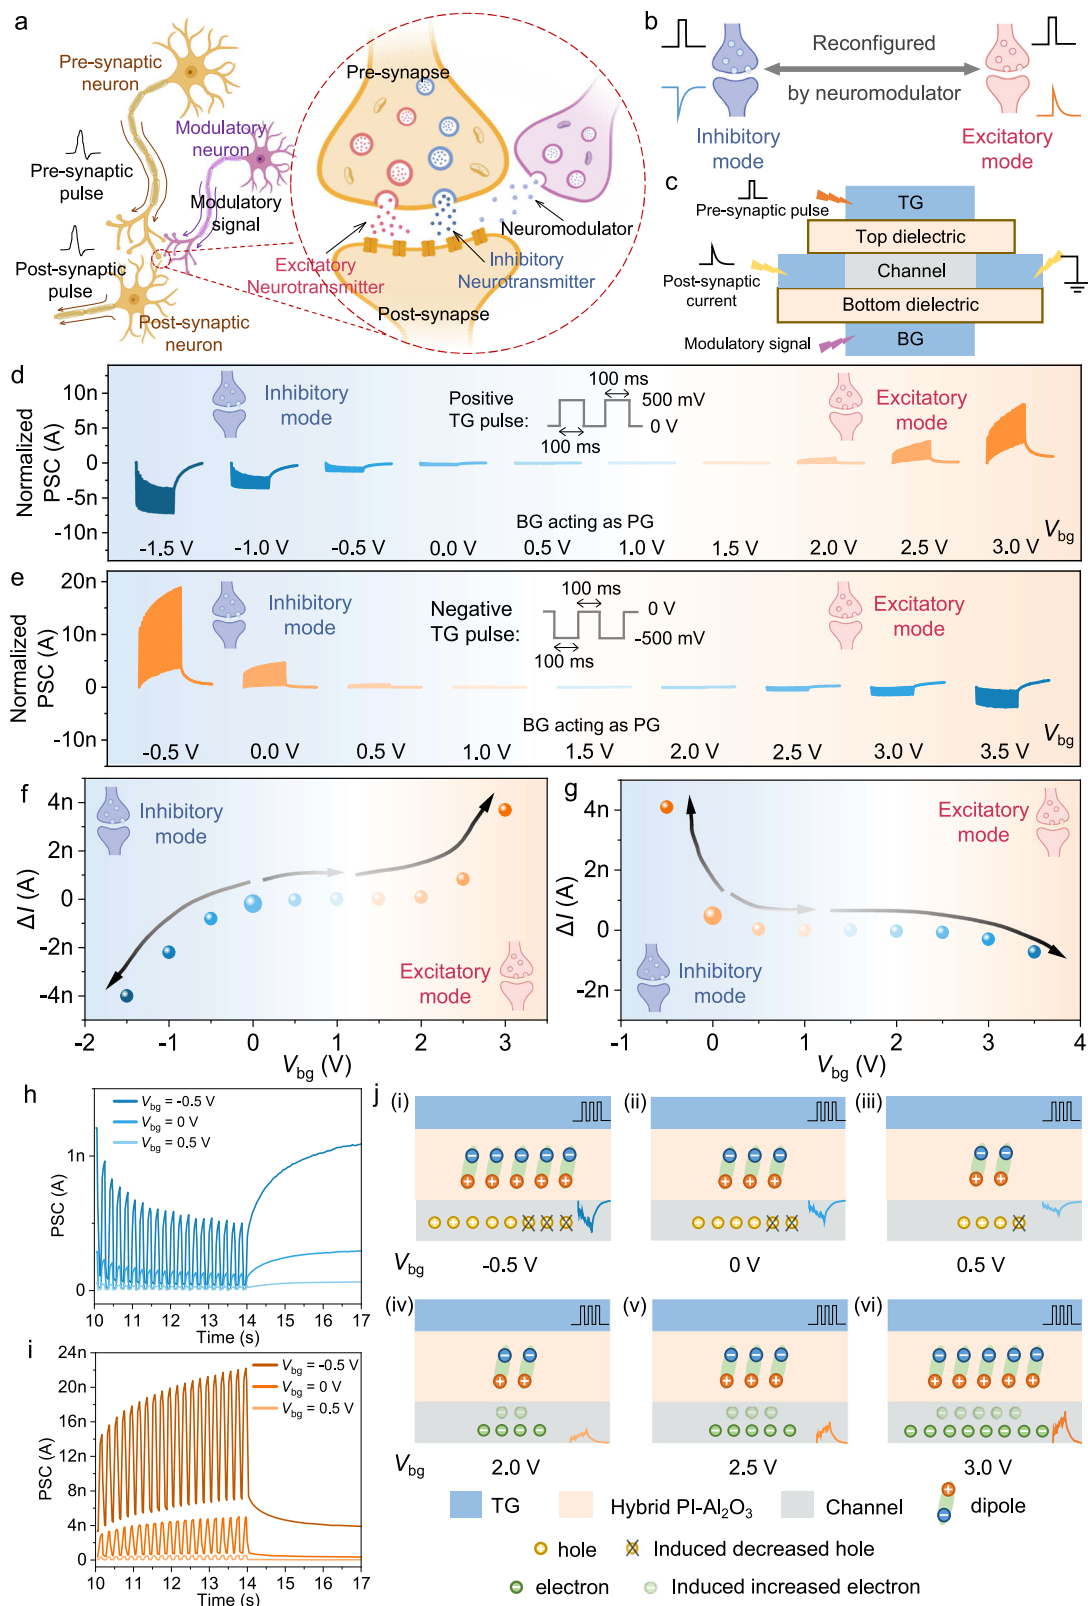 a
Pre-synaptic
neuron
Pre-synaptic
pulse
Modulatory
neuron
Modulatory
signal
Post-synaptic
pulse
Post-synaptic
neuron
Pre-synapse
Neuromodulator
Excitatory
Neurotransmitter
Inhibitory
Neurotransmitter
Post-synapse
b
Reconfigured
by neuromodulator
Inhibitory
mode
Excitatory
mode
c
Pre-synaptic pulse
TG
Top dielectric
Channel
Post-synaptic
current
Bottom dielectric
Modulatory signal
BG
d
Normalized
PSC (A)
10n
5n
0
-5n
-10n
Inhibitory
mode
Positive
TG pulse:
100 ms
500 mV
0 V
100 ms
Excitatory
mode
BG acting as PG
-1.5 V -1.0 V -0.5 V 0.0 V 0.5 V 1.0 V 1.5 V 2.0 V 2.5 V 3.0 V
Vbg
e
Normalized
PSC (A)
20n
10n
0
-10n
Inhibitory
mode
Negative
TG pulse:
100 ms
0 V
-500 mV
100 ms
Excitatory
mode
BG acting as PG
-0.5 V 0.0 V 0.5 V 1.0 V 1.5 V 2.0 V 2.5 V 3.0 V 3.5 V
Vbg
f
ΔI (A)
4n
2n
0
-2n
-4n
Inhibitory
mode
Excitatory
mode
-2 -1 0 1 2 3
Vbg (V)
g
ΔI (A)
4n
2n
0
-2n
Excitatory
mode
Inhibitory
mode
-1 0 1 2 3 4
Vbg (V)
h
PSC (A)
1n
0
Vbg = -0.5 V
Vbg = 0 V
Vbg = 0.5 V
10 11 12 13 14 15 16 17
Time (s)
i
PSC (A)
24n
20n
16n
12n
8n
4n
0
Vbg = -0.5 V
Vbg = 0 V
Vbg = 0.5 V
10 11 12 13 14 15 16 17
Time (s)
j
(i) (ii) (iii)
Vbg -0.5 V 0 V 0.5 V
(iv) (v) (vi)
Vbg 2.0 V 2.5 V 3.0 V
TG Hybrid PI-Al₂O₃ Channel dipole
hole Induced decreased hole
electron Induced increased electron